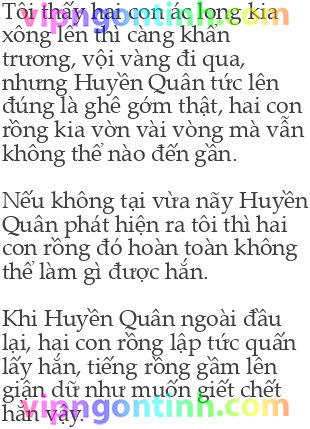 Tôi thấy hai con ác long kia
xông lên thì càng khẩn
trương, vội vàng đi qua,
nhưng Huyền Quân tức lên
đúng là ghê gớm thật, hai con
rồng kia vờn vài vòng mà vẫn
không thể nào đến gần.
Nếu không tại vừa nãy Huyền
Quân phát hiện ra tôi thì hai
con rồng đó hoàn toàn không
thể làm gì được hắn.
Khi Huyền Quân ngoài đầu
lại, hai con rồng lập tức quấn
lấy hắn, tiếng rồng gầm lên
giận dữ như muốn giết chết
hắn vậy.
vipngontinh.com
vipngontinh.com